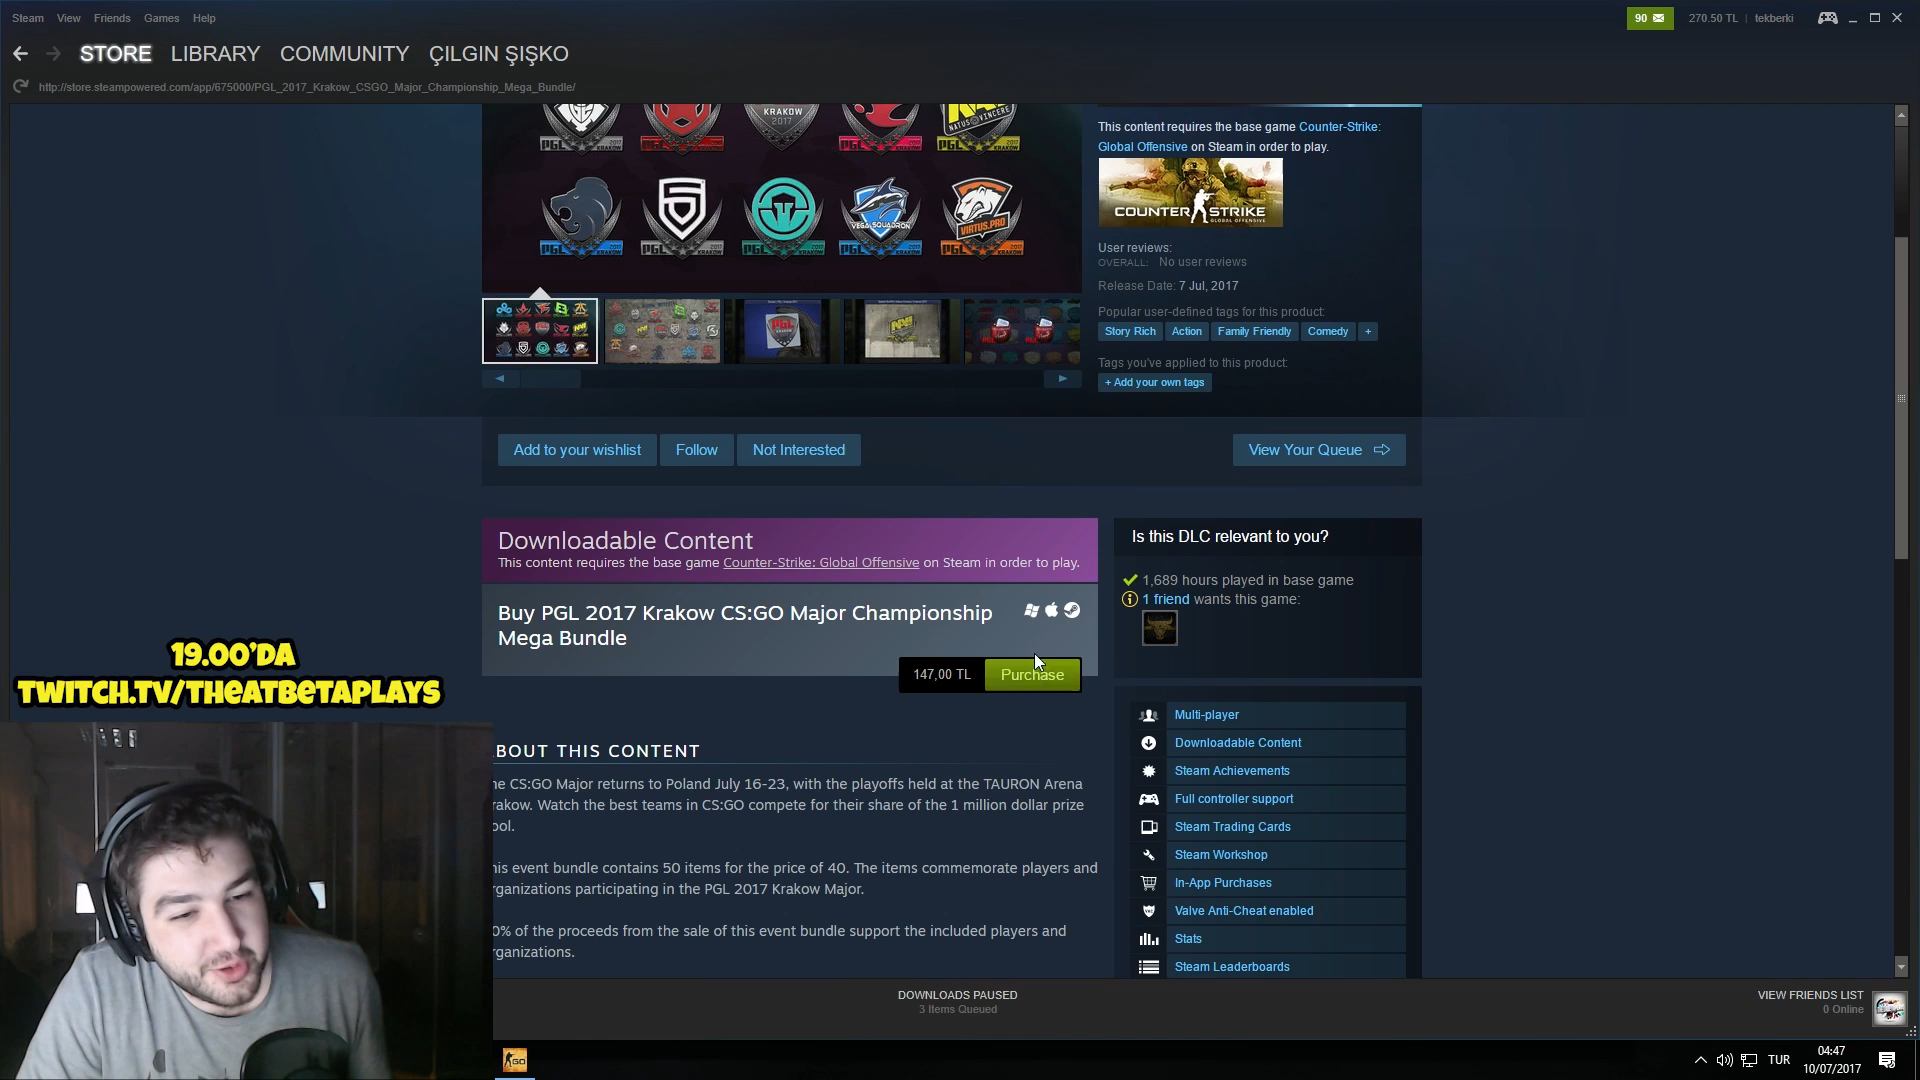 Steam View Friends Games Help
90
270.50 TL | tekberki
STORE LIBRARY COMMUNITY ÇILGIN ŞIŞKO
http://store.steampowered.com/app/675000/PGL_2017_Krakow_CSGO_Major_Championship_Mega_Bundle/
KRAKOW
2017
NATUS VINCERE
PGL
VEGA SQUADRON
VIRTUS.PRO
PGL
This content requires the base game Counter-Strike:
Global Offensive on Steam in order to play.
COUNTER STRIKE
GLOBAL OFFENSIVE
User reviews:
OVERALL: No user reviews
Release Date: 7 Jul, 2017
Popular user-defined tags for this product:
Story Rich Action Family Friendly Comedy +
Tags you've applied to this product:
+ Add your own tags
Add to your wishlist Follow Not Interested
View Your Queue
Downloadable Content
This content requires the base game Counter-Strike: Global Offensive on Steam in order to play.
Buy PGL 2017 Krakow CS:GO Major Championship
Mega Bundle
147,00 TL Purchase
Is this DLC relevant to you?
1,689 hours played in base game
1 friend wants this game:
19.00'DA
TWITCH.TV/THEATBETAPLAYS
BOUT THIS CONTENT
he CS:GO Major returns to Poland July 16-23, with the playoffs held at the TAURON Arena
rakow. Watch the best teams in CS:GO compete for their share of the 1 million dollar prize
ool.
his event bundle contains 50 items for the price of 40. The items commemorate players and
rganizations participating in the PGL 2017 Krakow Major.
0% of the proceeds from the sale of this event bundle support the included players and
rganizations.
Multi-player
Downloadable Content
Steam Achievements
Full controller support
Steam Trading Cards
Steam Workshop
In-App Purchases
Valve Anti-Cheat enabled
Stats
Steam Leaderboards
DOWNLOADS PAUSED
3 Items Queued
VIEW FRIENDS LIST
0 Online
GO
TUR
04:47
10/07/2017